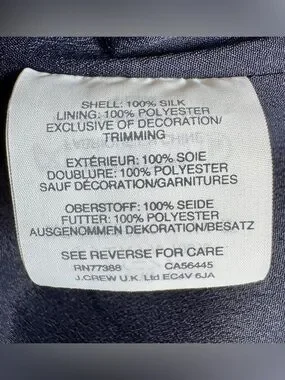 SHELL: 100% SILK
LINING: 100% POLYESTER
EXCLUSIVE OF DECORATION/
TRIMMING
EXTÉRIEUR: 100% SOIE
DOUBLURE: 100% POLYESTER
SAUF DÉCORATION/GARNITURES
OBERSTOFF: 100% SEIDE
FUTTER: 100% POLYESTER
AUSGENOMMEN DEKORATION/BESATZ
SEE REVERSE FOR CARE
RN77388 CA56445
J.CREW U.K. Ltd EC4V 6JA